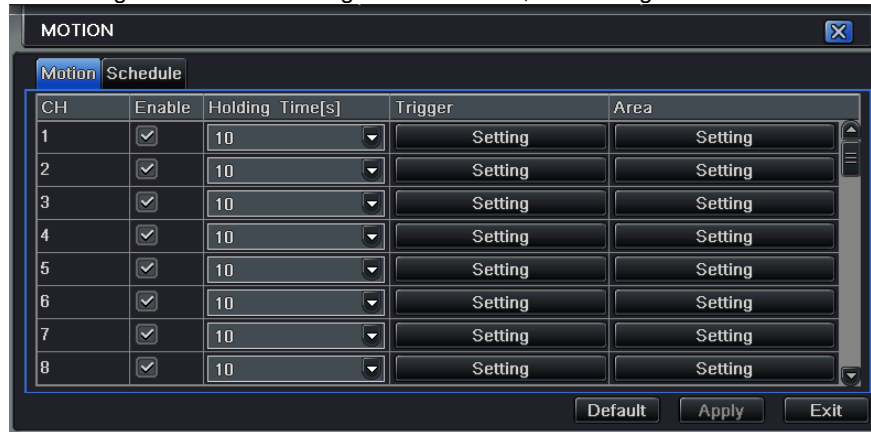 MOTION
Motion Schedule
CH Enable Holding Time[s] Trigger Area
1 10 Setting Setting
2 10 Setting Setting
3 10 Setting Setting
4 10 Setting Setting
5 10 Setting Setting
6 10 Setting Setting
7 10 Setting Setting
8 10 Setting Setting
Default Apply Exit